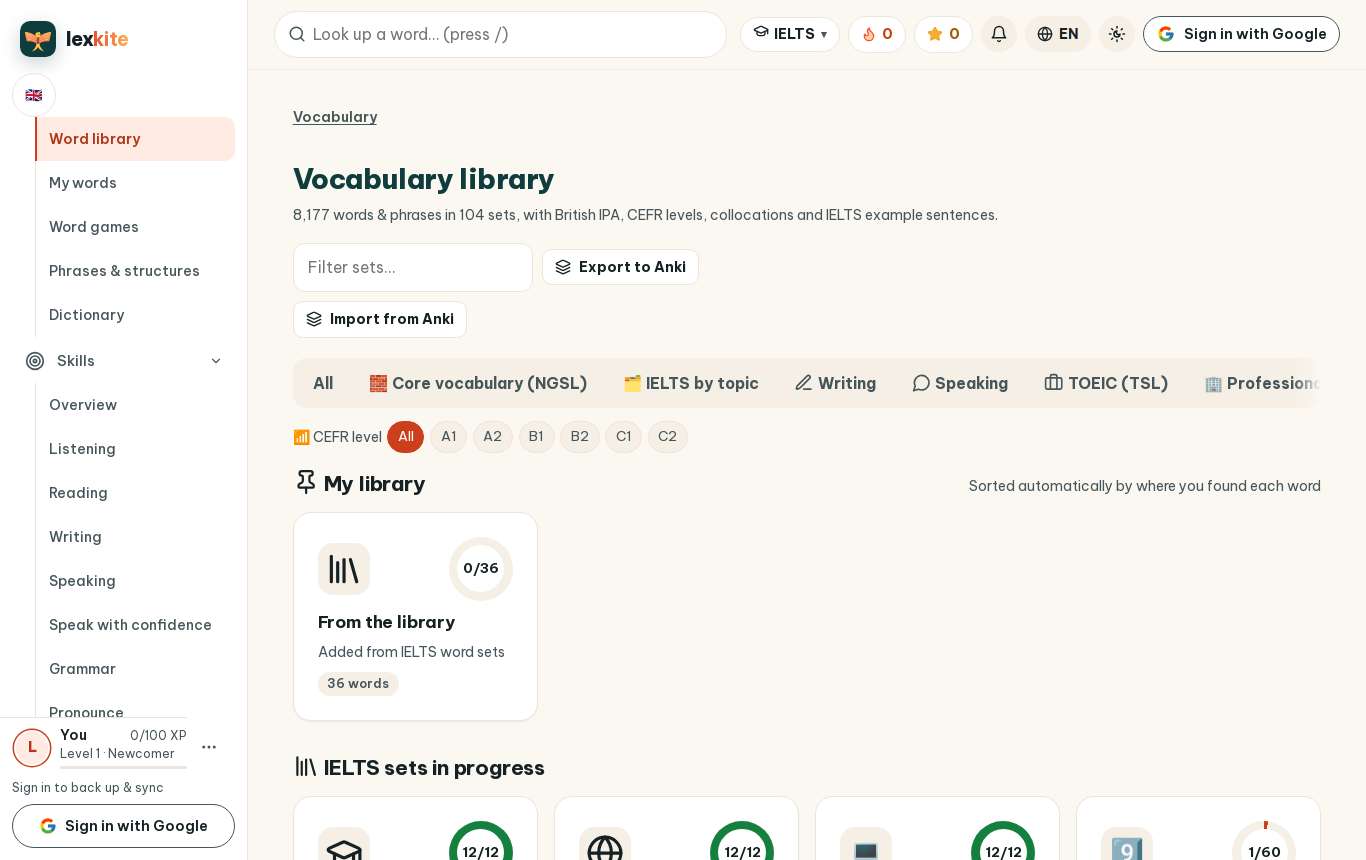 lexkite
Look up a word... (press /)
IELTS ▾
0
0
EN
Sign in with Google
Word library
My words
Word games
Phrases & structures
Dictionary
Skills
Overview
Listening
Reading
Writing
Speaking
Speak with confidence
Grammar
Pronounce
L
You
0/100 XP
Level 1 · Newcomer
Sign in to back up & sync
Sign in with Google
Vocabulary
Vocabulary library
8,177 words & phrases in 104 sets, with British IPA, CEFR levels, collocations and IELTS example sentences.
Filter sets...
Export to Anki
Import from Anki
All
Core vocabulary (NGSL)
IELTS by topic
Writing
Speaking
TOEIC (TSL)
Professiona
CEFR level
All
A1
A2
B1
B2
C1
C2
My library
Sorted automatically by where you found each word
0/36
From the library
Added from IELTS word sets
36 words
IELTS sets in progress
12/12
12/12
12/12
9
1/60